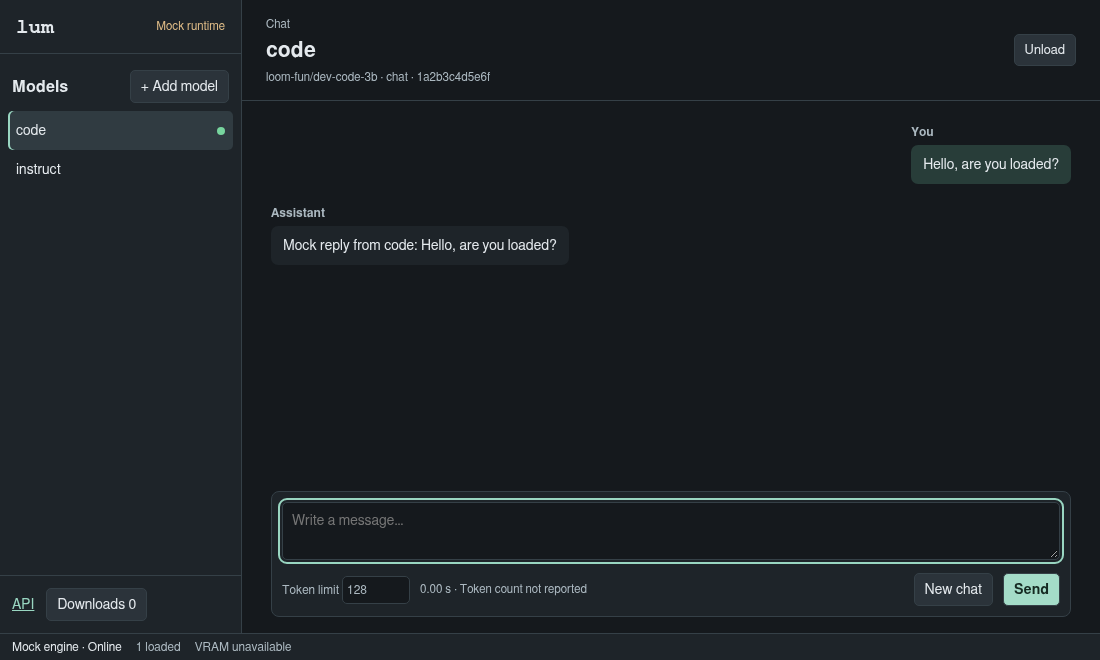 lum
Mock runtime
Models
+ Add model
code
instruct
API
Downloads 0
Chat
code
loom-fun/dev-code-3b · chat · 1a2b3c4d5e6f
Unload
You
Hello, are you loaded?
Assistant
Mock reply from code: Hello, are you loaded?
Write a message...
Token limit 128
0.00 s · Token count not reported
New chat
Send
Mock engine · Online 1 loaded VRAM unavailable